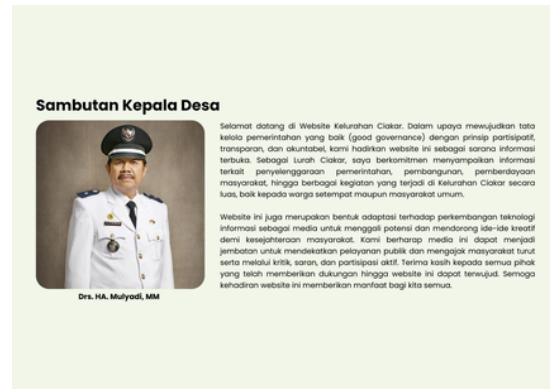 Sambutan Kepala Desa
Selamat datang di Website Kelurahan Ciakar. Dalam upaya mewujudkan tata
kelola pemerintahan yang baik (good governance) dengan prinsip partisipatif,
transparan, dan akuntabel, kami hadirkan website ini sebagai sarana informasi
terbuka. Sebagai Lurah Ciakar, saya berkomitmen menyampaikan informasi
terkait penyelenggaraan pemerintahan, pembangunan, pemberdayaan
masyarakat, hingga berbagai kegiatan yang terjadi di Kelurahan Ciakar secara
luas, baik kepada warga setempat maupun masyarakat umum.
Website ini juga merupakan bentuk adaptasi terhadap perkembangan teknologi
informasi sebagai media untuk menggali potensi dan mendorong ide-ide kreatif
demi kesejahteraan masyarakat. Kami berharap media ini dapat menjadi
jembatan untuk mendekatkan pelayanan publik dan mengajak masyarakat turut
serta melalui kritik, saran, dan partisipasi aktif. Terima kasih kepada semua pihak
yang telah memberikan dukungan hingga website ini dapat terwujud. Semoga
kehadiran website ini memberikan manfaat bagi kita semua.
Drs. HA. Mulyadi, MM